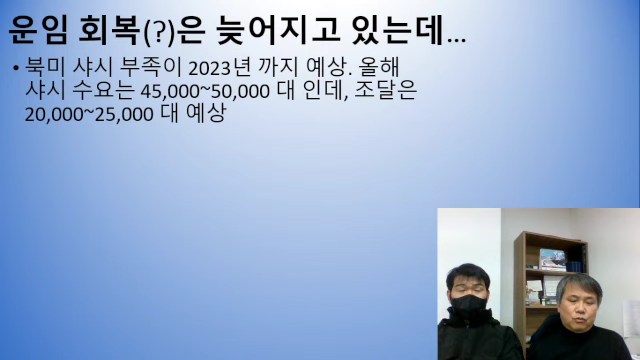 운임 회복(?)은 늦어지고 있는데...
• 북미 샤시 부족이 2023년 까지 예상. 올해
샤시 수요는 45,000~50,000 대 인데, 조달은
20,000~25,000 대 예상